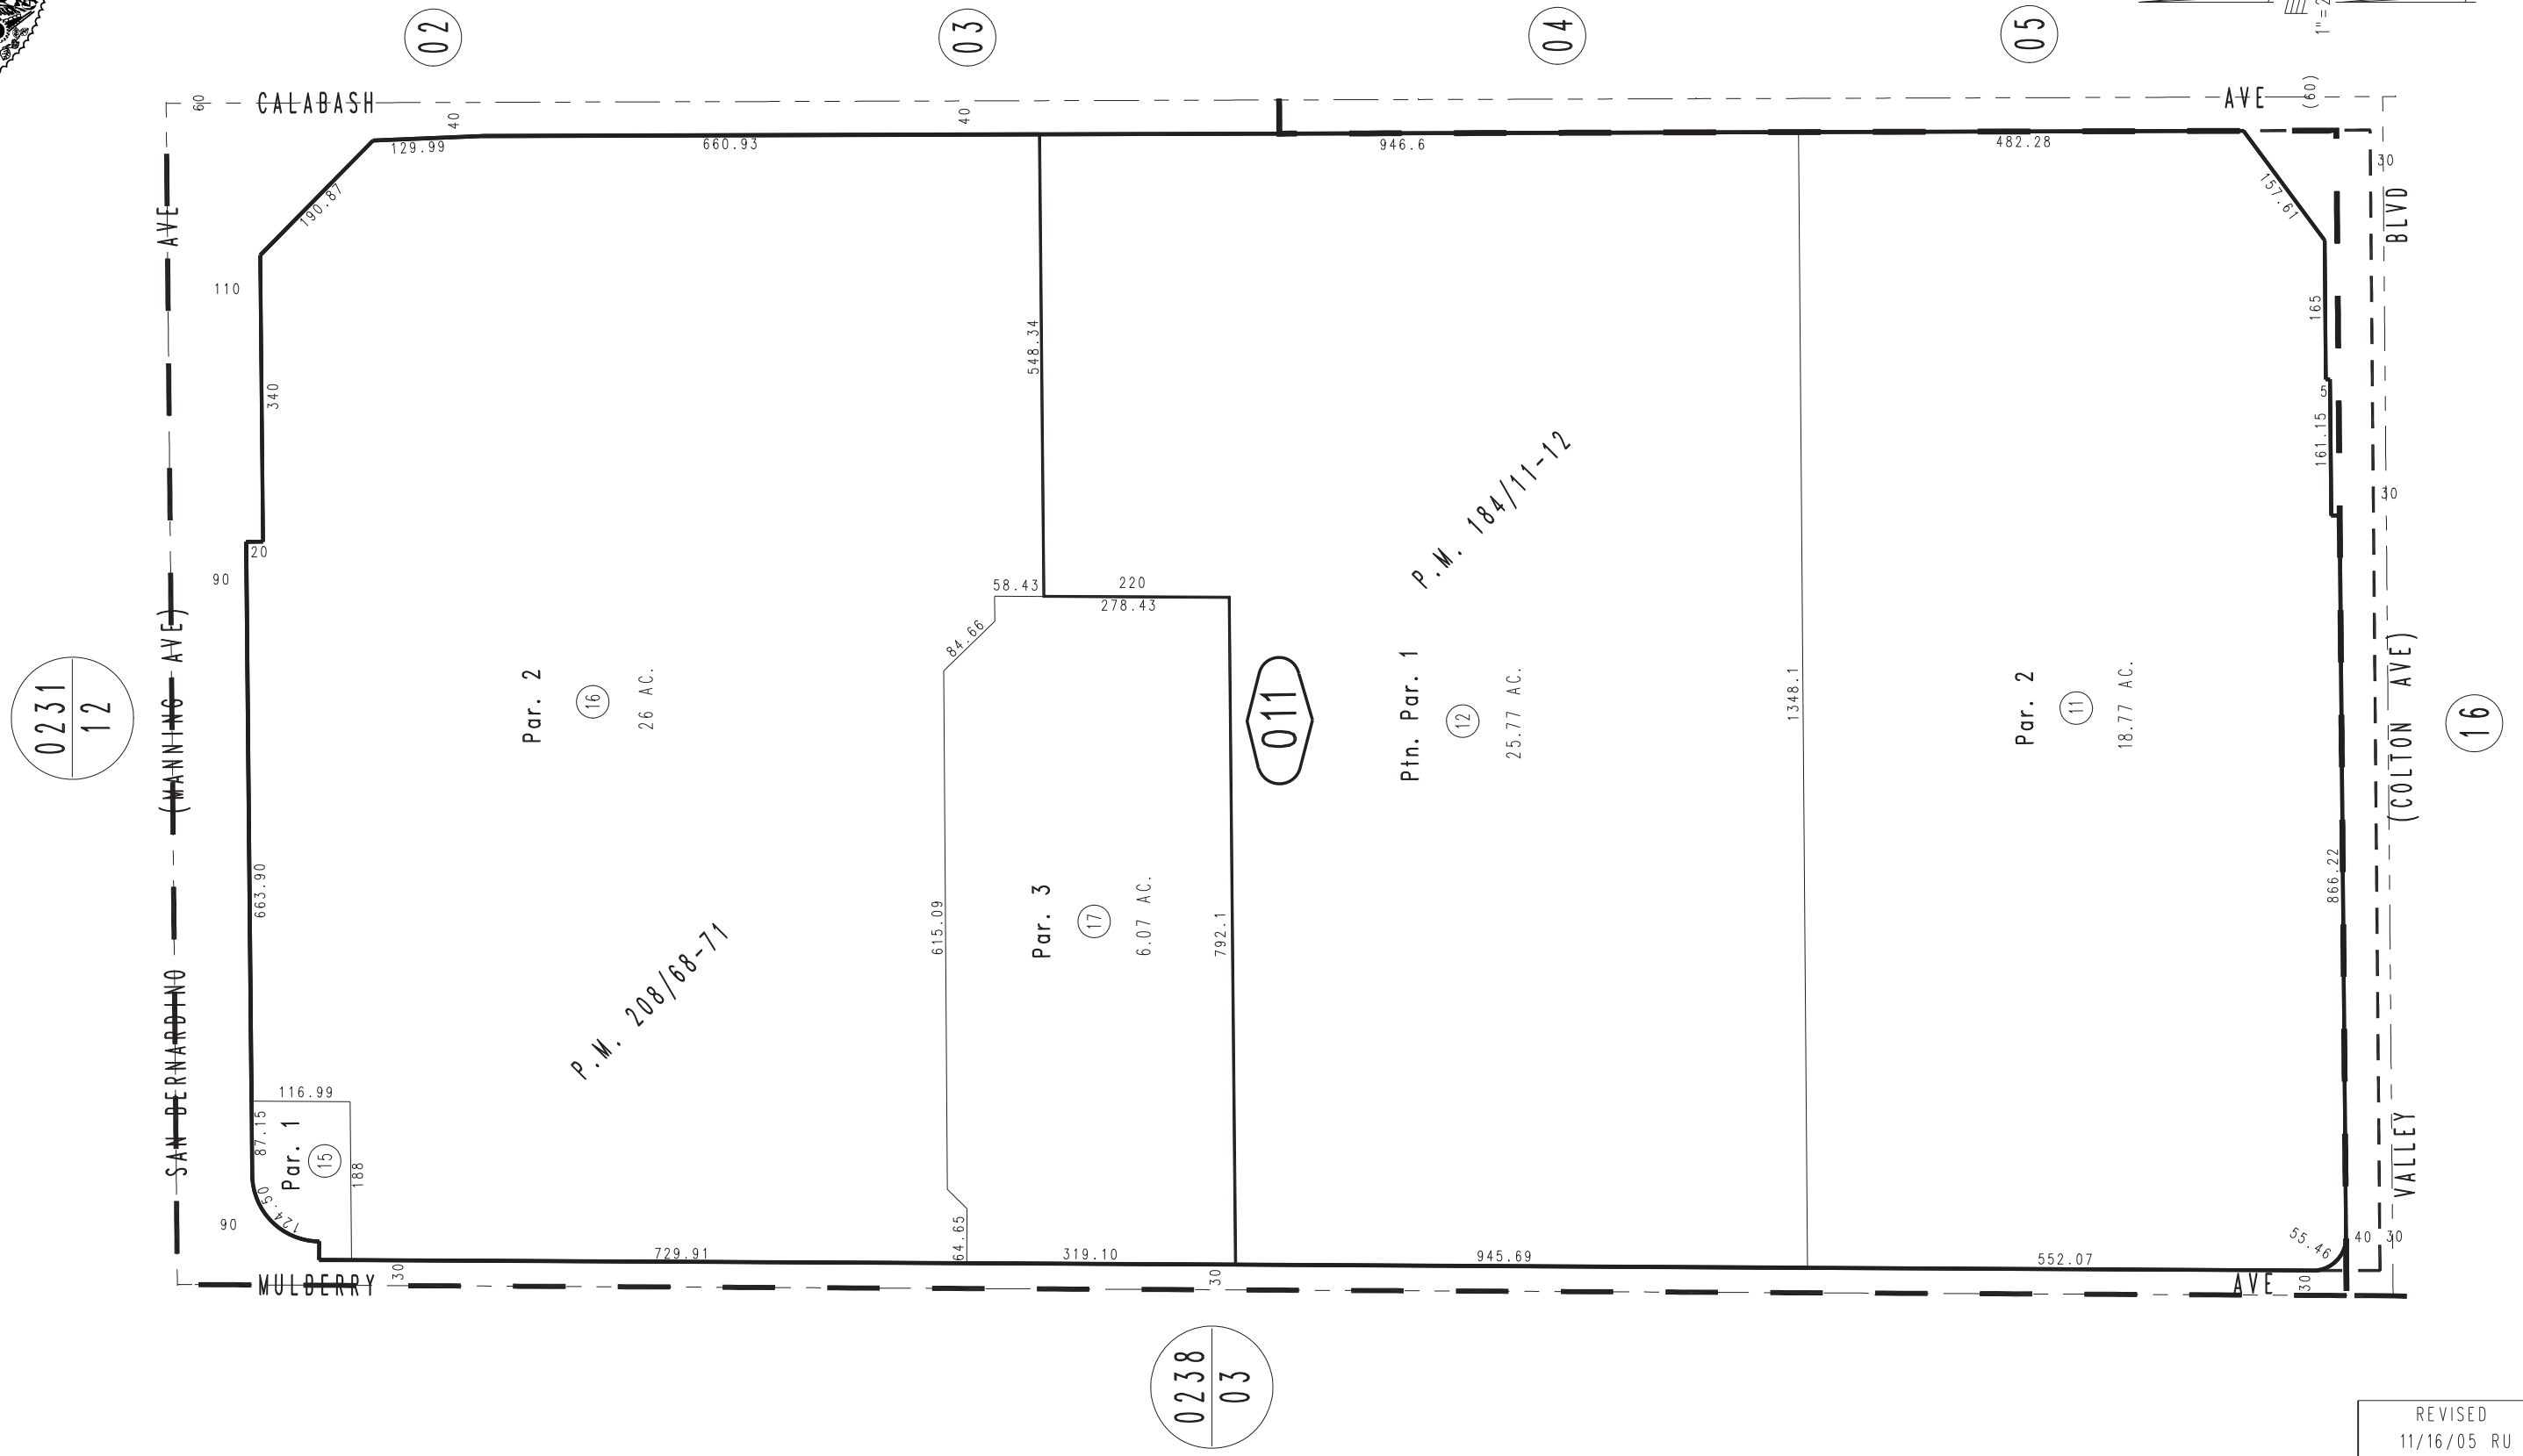 02
03
04
05
1"=2
60
CALABASH
AVE
(60)
40
40
129.99
660.93
946.6
482.28
30
190.87
157.61
AVE
BLVD
110
165
548.34
340
5
161.15
30
20
90
P.M. 184/11-12
58.43
220
278.43
84.66
0231
12
(MANNING AVE)
Par. 2
16
26 AC.
011
Ptn. Par. 1
12
25.77 AC.
1348.1
Par. 2
11
18.77 AC.
(COLTON AVE)
16
663.90
615.09
Par. 3
17
6.07 AC.
792.1
866.22
P.M. 208/68-71
SAN BERNARDINO
116.99
87.15
Par. 1
15
188
VALLEY
124.50
90
64.65
729.91
319.10
945.69
552.07
55.46
40
30
MULBERRY
30
30
AVE
30
0238
03
REVISED
11/16/05 RU